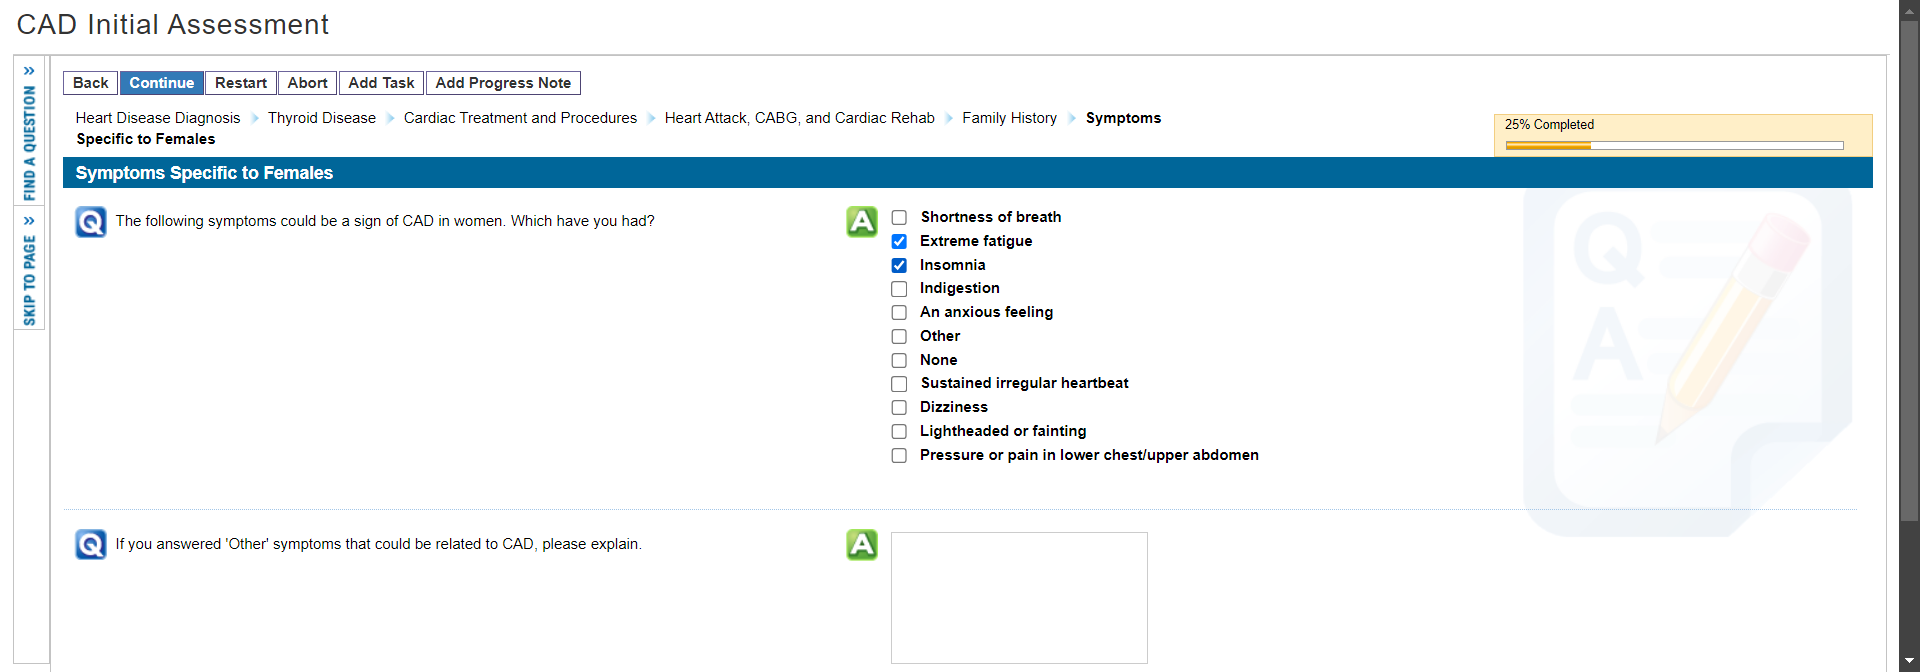 CAD Initial Assessment
» FIND A QUESTION
» SKIP TO PAGE
Back Continue Restart Abort Add Task Add Progress Note
Heart Disease Diagnosis Thyroid Disease Cardiac Treatment and Procedures Heart Attack, CABG, and Cardiac Rehab Family History Symptoms
Specific to Females
25% Completed
Symptoms Specific to Females
Q The following symptoms could be a sign of CAD in women. Which have you had?
A Shortness of breath
Extreme fatigue
Insomnia
Indigestion
An anxious feeling
Other
None
Sustained irregular heartbeat
Dizziness
Lightheaded or fainting
Pressure or pain in lower chest/upper abdomen
Q
A
Q If you answered 'Other' symptoms that could be related to CAD, please explain.
A